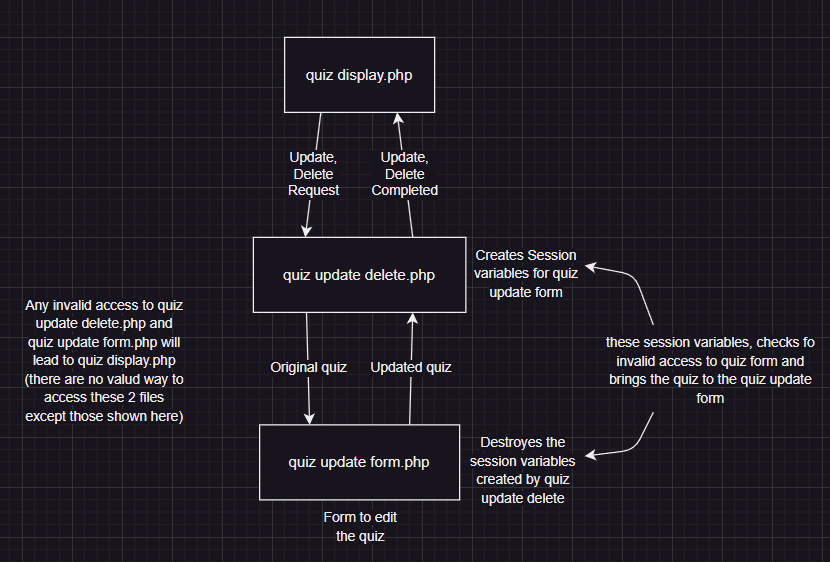 quiz display.php
Update,
Delete
Request
Update,
Delete
Completed
quiz update delete.php
Creates Session
variables for quiz
update form
Any invalid access to quiz
update delete.php and
quiz update form.php will
lead to quiz display.php
(there are no valud way to
access these 2 files
except those shown here)
these session variables, checks fo
invalid access to quiz form and
brings the quiz to the quiz update
form
Original quiz
Updated quiz
quiz update form.php
Destroyes the
session variables
created by quiz
update delete
Form to edit
the quiz